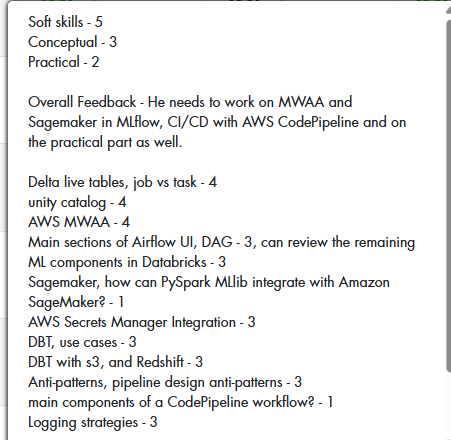 Soft skills - 5
Conceptual - 3
Practical - 2
Overall Feedback - He needs to work on MWAA and
Sagemaker in MLflow, CI/CD with AWS CodePipeline and on
the practical part as well.
Delta live tables, job vs task - 4
unity catalog - 4
AWS MWAA - 4
Main sections of Airflow UI, DAG - 3, can review the remaining
ML components in Databricks - 3
Sagemaker, how can PySpark MLlib integrate with Amazon
SageMaker? - 1
AWS Secrets Manager Integration - 3
DBT, use cases - 3
DBT with s3, and Redshift - 3
Anti-patterns, pipeline design anti-patterns - 3
main components of a CodePipeline workflow? - 1
Logging strategies - 3